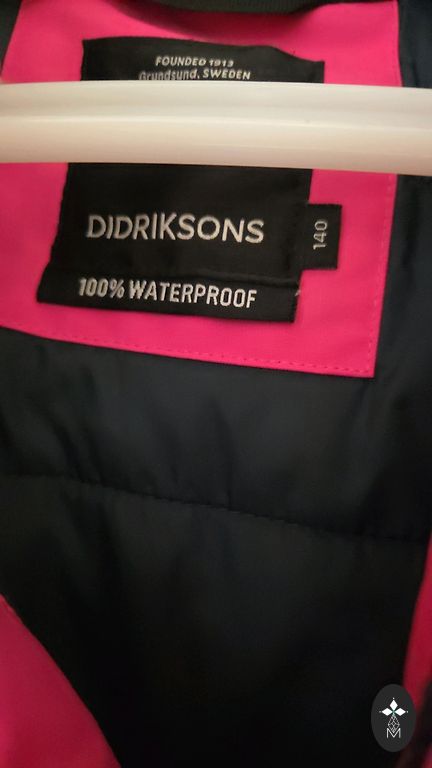 FOUNDED 1913
Grundsund, SWEDEN
DIDRIKSONS
140
100% WATERPROOF
M